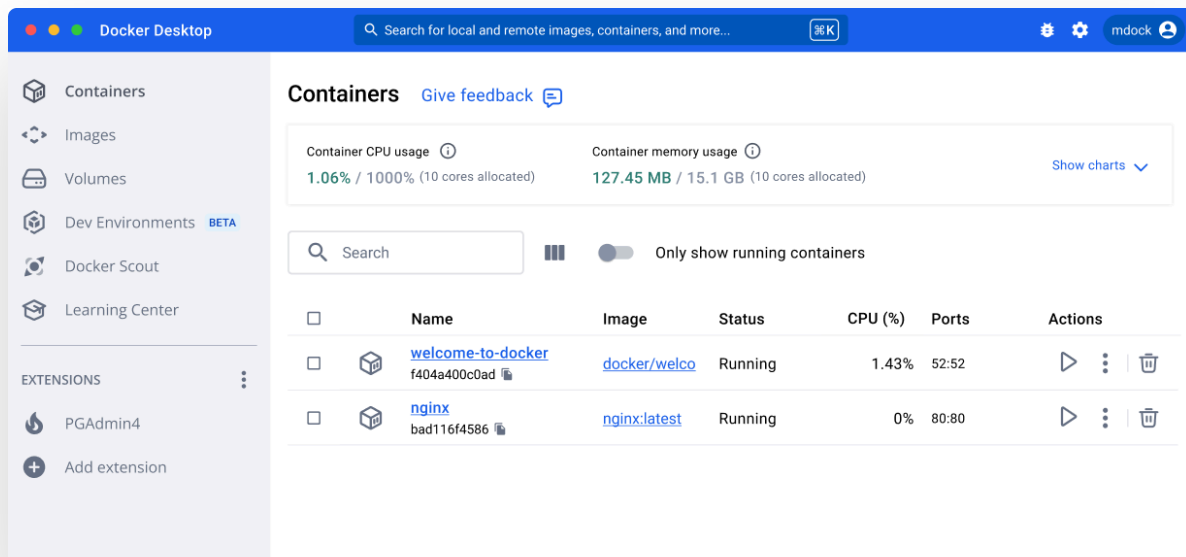 Docker Desktop
Search for local and remote images, containers, and more...
⌘K
mdock
Containers
Images
Volumes
Dev Environments BETA
Docker Scout
Learning Center
EXTENSIONS
PGAdmin4
Add extension
Containers Give feedback
Container CPU usage
1.06% / 1000% (10 cores allocated)
Container memory usage
127.45 MB / 15.1 GB (10 cores allocated)
Show charts
Search
Only show running containers
Name Image Status CPU (%) Ports Actions
welcome-to-docker docker/welco Running 1.43% 52:52
f404a400c0ad
nginx nginx:latest Running 0% 80:80
bad116f4586